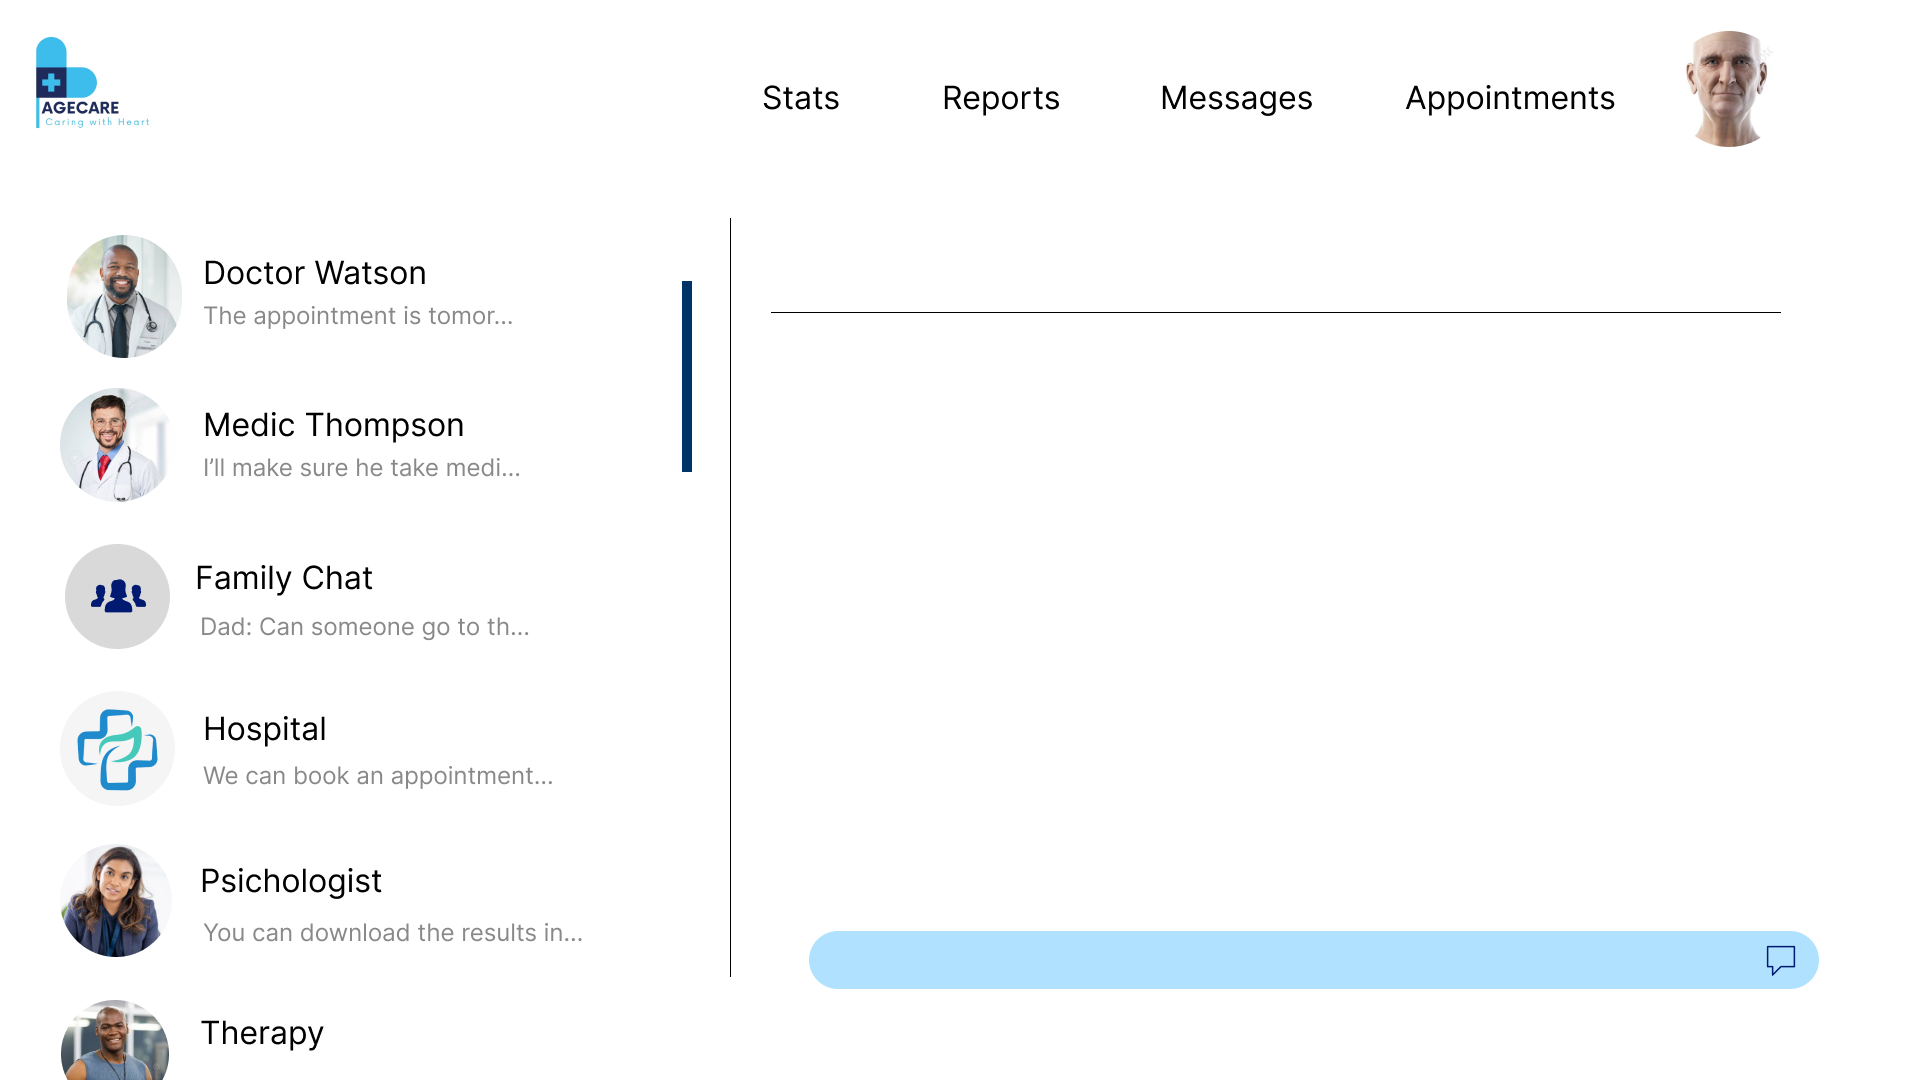 AGECARE
Caring with Heart
Stats
Reports
Messages
Appointments
Doctor Watson
The appointment is tomor...
Medic Thompson
I'll make sure he take medi...
Family Chat
Dad: Can someone go to th...
Hospital
We can book an appointment...
Psichologist
You can download the results in...
Therapy